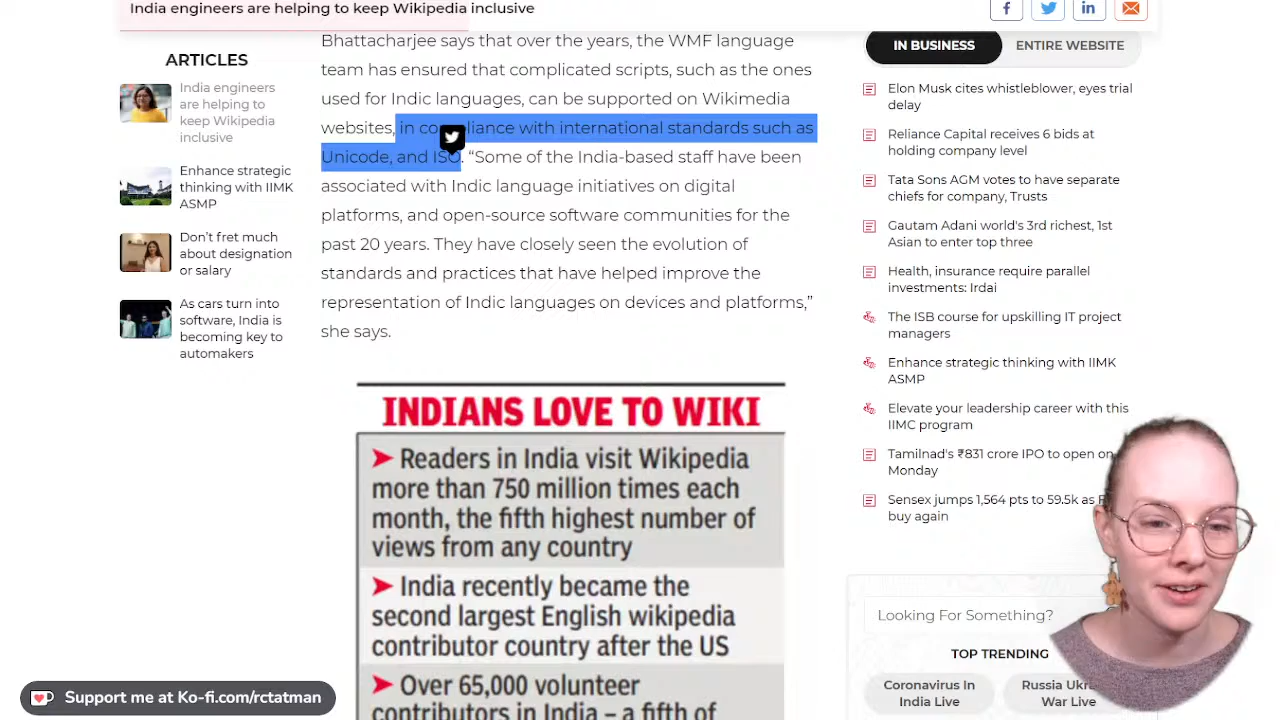 India engineers are helping to keep Wikipedia inclusive
ARTICLES
India engineers
are helping to
keep Wikipedia
inclusive
Enhance strategic
thinking with IIMK
ASMP
Don't fret much
about designation
or salary
As cars turn into
software, India is
becoming key to
automakers
Bhattacharjee says that over the years, the WMF language
team has ensured that complicated scripts, such as the ones
used for Indic languages, can be supported on Wikimedia
websites, in compliance with international standards such as
Unicode, and ISO. “Some of the India-based staff have been
associated with Indic language initiatives on digital
platforms, and open-source software communities for the
past 20 years. They have closely seen the evolution of
standards and practices that have helped improve the
representation of Indic languages on devices and platforms,”
she says.
INDIANS LOVE TO WIKI
Readers in India visit Wikipedia
more than 750 million times each
month, the fifth highest number of
views from any country
India recently became the
second largest English wikipedia
contributor country after the US
Over 65,000 volunteer
contributors in India – a fifth of
IN BUSINESS
ENTIRE WEBSITE
Elon Musk cites whistleblower, eyes trial
delay
Reliance Capital receives 6 bids at
holding company level
Tata Sons AGM votes to have separate
chiefs for company, Trusts
Gautam Adani world's 3rd richest, 1st
Asian to enter top three
Health, insurance require parallel
investments: Irdai
The ISB course for upskilling IT project
managers
Enhance strategic thinking with IIMK
ASMP
Elevate your leadership career with this
IIMC program
Tamilnad's ₹831 crore IPO to open on
Monday
Sensex jumps 1,564 pts to 59.5k as
buy again
Looking For Something?
TOP TRENDING
Coronavirus In
India Live
Russia
War Live
Support me at Ko-fi.com/rctatman